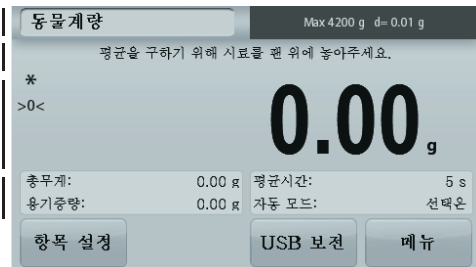 동물계량 Max 4200 g d= 0.01 g
평균을 구하기 위해 시료를 팬 위에 놓아주세요.
*
>0<
0.00 g
총무게: 0.00 g 평균시간: 5 s
용기중량: 0.00 g 자동 모드: 선택온
항목 설정 USB 보전 메뉴